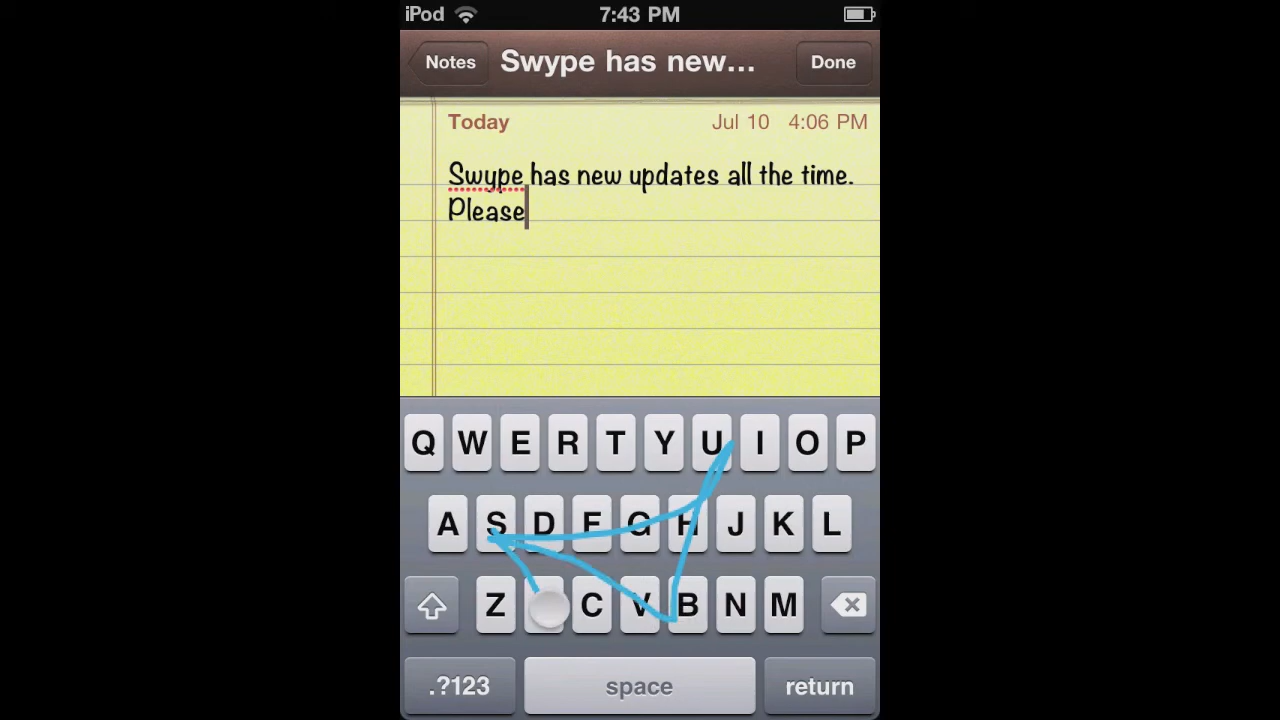 iPod 7:43 PM
Notes Swype has new... Done
Today Jul 10 4:06 PM
Swype has new updates all the time.
Please
Q W E R T Y U I O P
A S D F G H J K L
Z C V B N M
.?123 space return